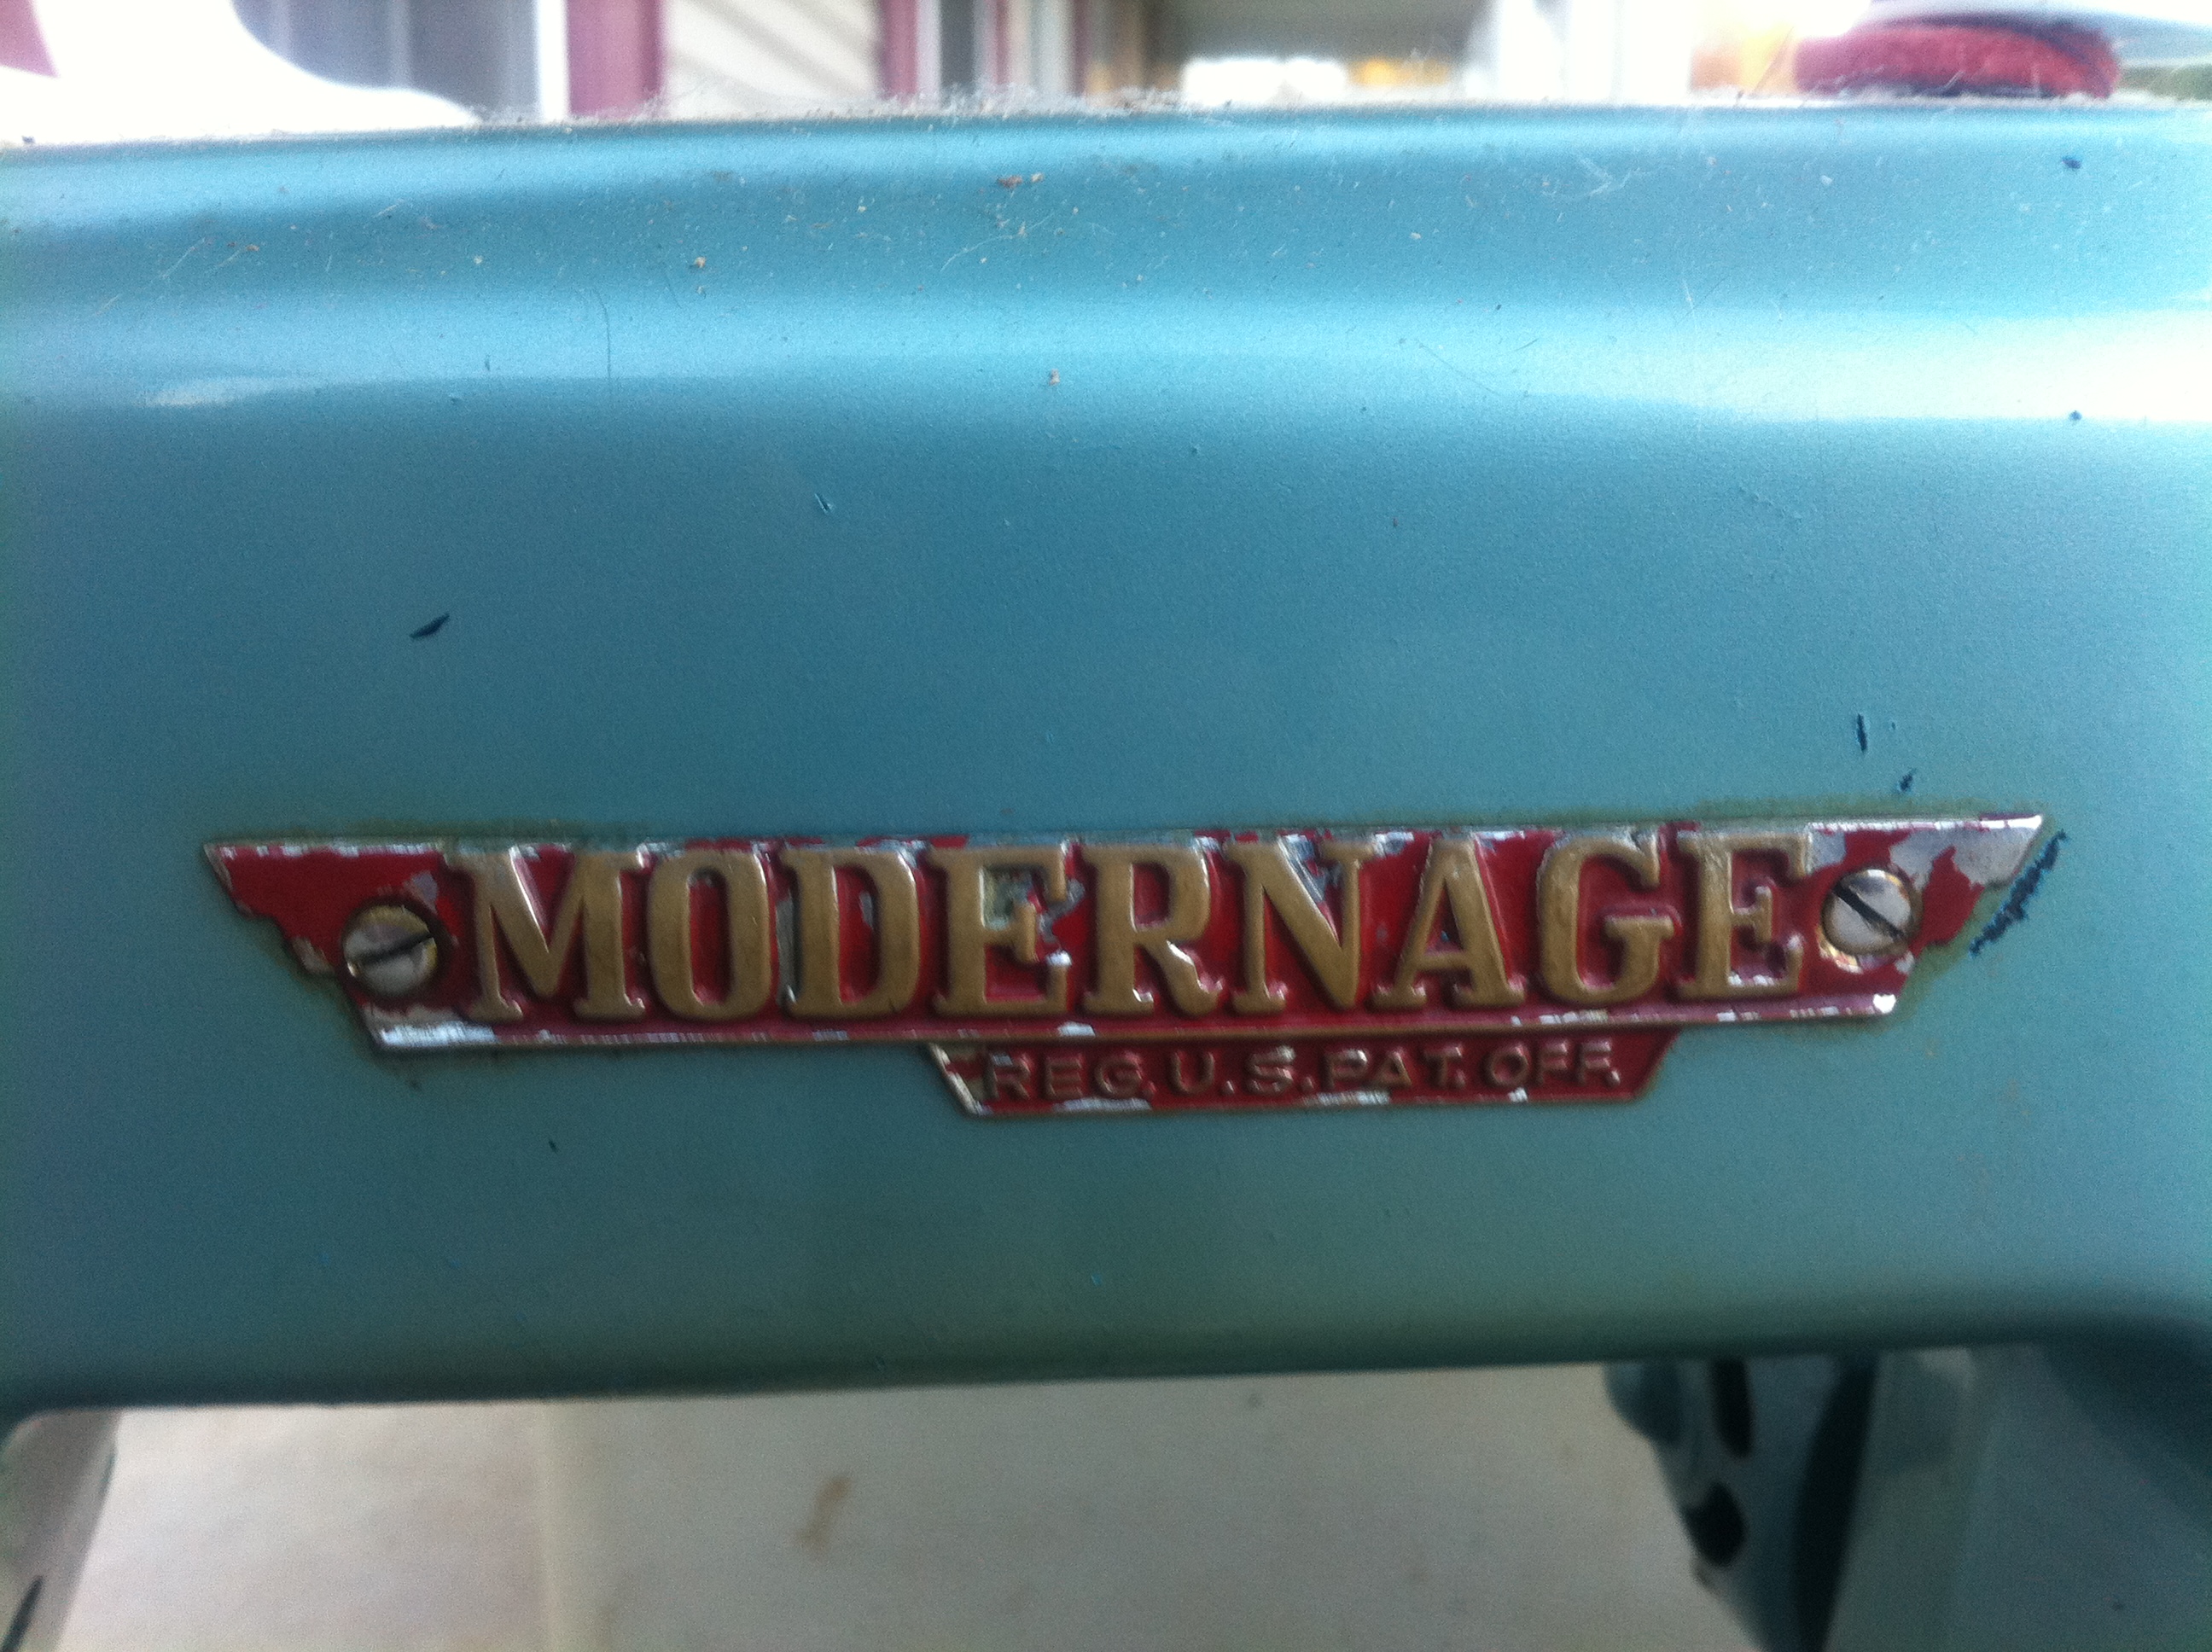 MODERNAGE
REG. U.S. PAT. OFF.